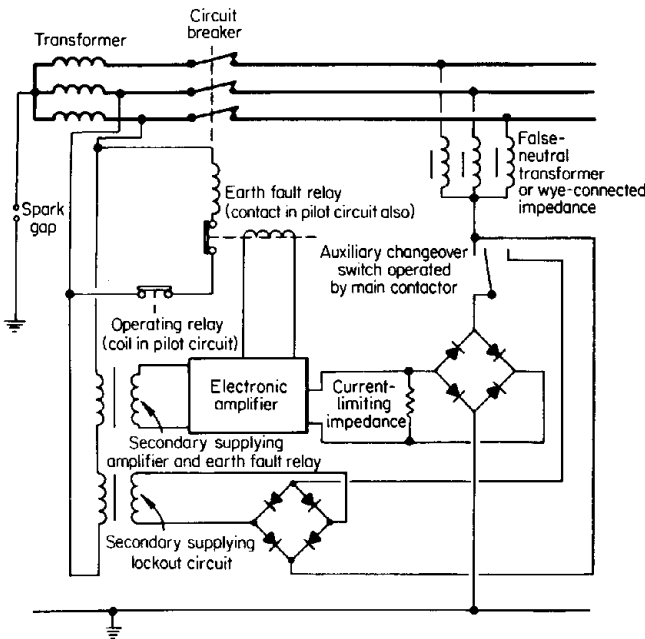 Circuit
breaker
Transformer
False-
neutral
transformer
or wye-connected
impedance
Earth fault relay
(contact in pilot circuit also)
Spark
gap
Auxiliary changeover
switch operated
by main contactor
Operating relay
(coil in pilot circuit)
Electronic
amplifier
Current-
limiting
impedance
Secondary supplying
amplifier and earth fault relay
Secondary supplying
lockout circuit